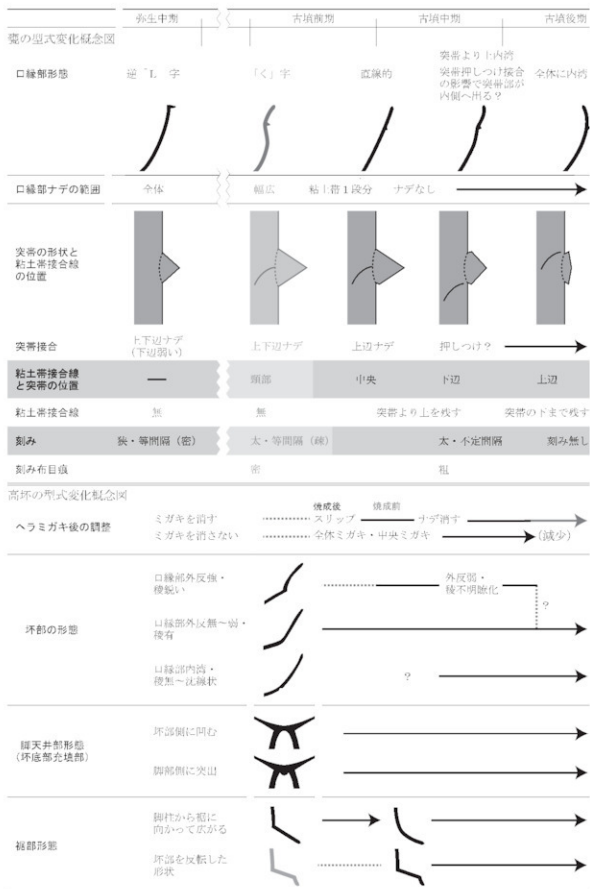 弥生中期 古墳前期 古墳中期 古墳後期
甕の型式変化概念図
口縁部形態 逆「L」字 「く」字 直線的 突帯より上内湾 突帯押しつけ接合の影響で突帯部が内側へ出る？ 全体に内湾
口縁部ナデの範囲 全体 幅広 粘土帯1段分 ナデなし
突帯の形状と
粘土帯接合線
の位置
突帯接合 上下辺ナデ（下辺弱い） 上下辺ナデ 上辺ナデ 押しつけ？
粘土帯接合線と突帯の位置 ― 頸部 中央 下辺 上辺
粘土帯接合線 無 無 突帯より上を残す 突帯の下まで残す
刻み 狭・等間隔（密） 太・等間隔（疎） 太・不定間隔 刻み無し
刻み布目痕 密 粗
高坏の型式変化概念図
焼成後 焼成前
ヘラミガキ後の調整 ミガキを消す スリップ ナデ消す
ミガキを消さない 全体ミガキ・中央ミガキ （減少）
坏部の形態
口縁部外反強・
稜鋭い
外反弱・
稜不明瞭化
？
口縁部外反無～弱・
稜有
口縁部内湾・
稜無～沈線状
？
脚天井部形態
（坏底部充填部）
坏部側に凹む
脚部側に突出
裾部形態
脚柱から裾に
向かって広がる
坏部を反転した
形状